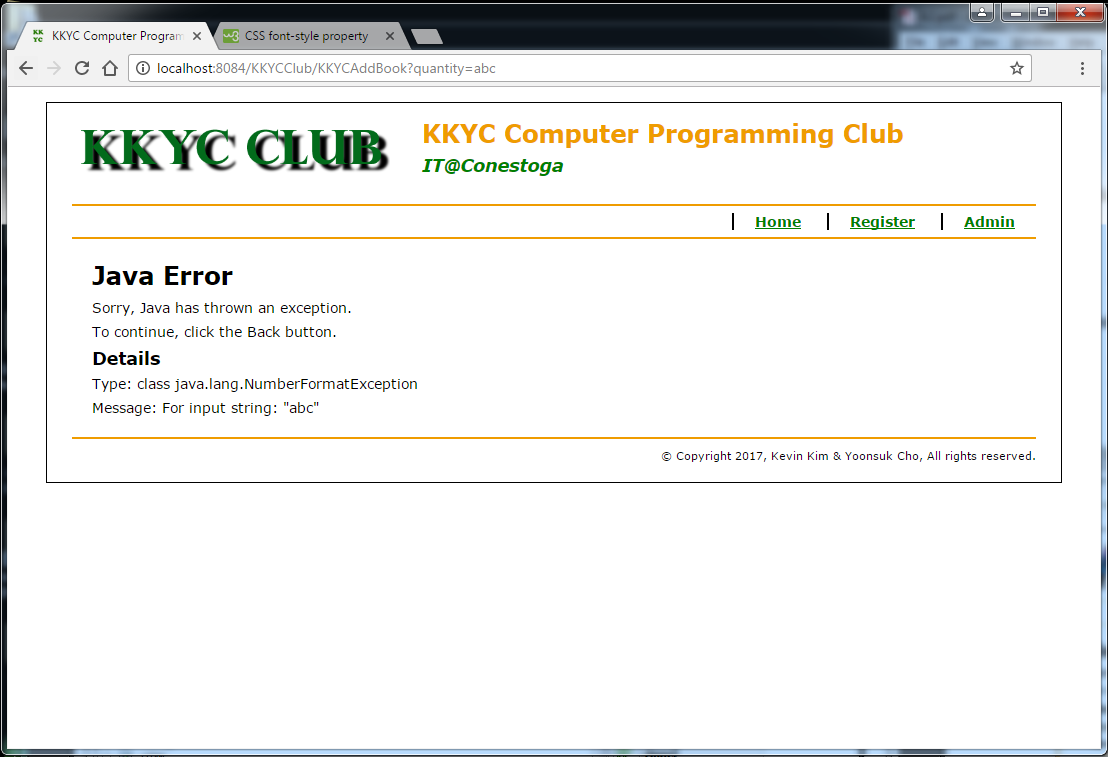 KKYC Computer Program
CSS font-style property
localhost:8084/KKYCClub/KKYCAddBook?quantity=abc
KKYC CLUB
KKYC Computer Programming Club
IT@Conestoga
Home Register Admin
Java Error
Sorry, Java has thrown an exception.
To continue, click the Back button.
Details
Type: class java.lang.NumberFormatException
Message: For input string: "abc"
© Copyright 2017, Kevin Kim & Yoonsuk Cho, All rights reserved.